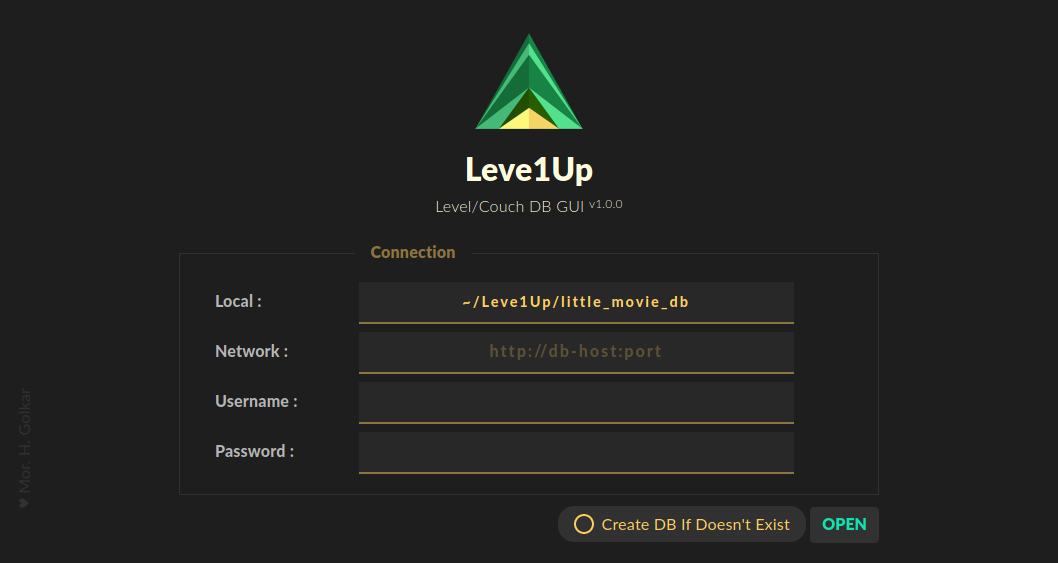 Leve1Up
Level/Couch DB GUI v1.0.0
Connection
Local :
~/Leve1Up/little_movie_db
Network :
http://db-host:port
Username :
Password :
Create DB If Doesn't Exist
OPEN
♥ Mor. H. Golkar